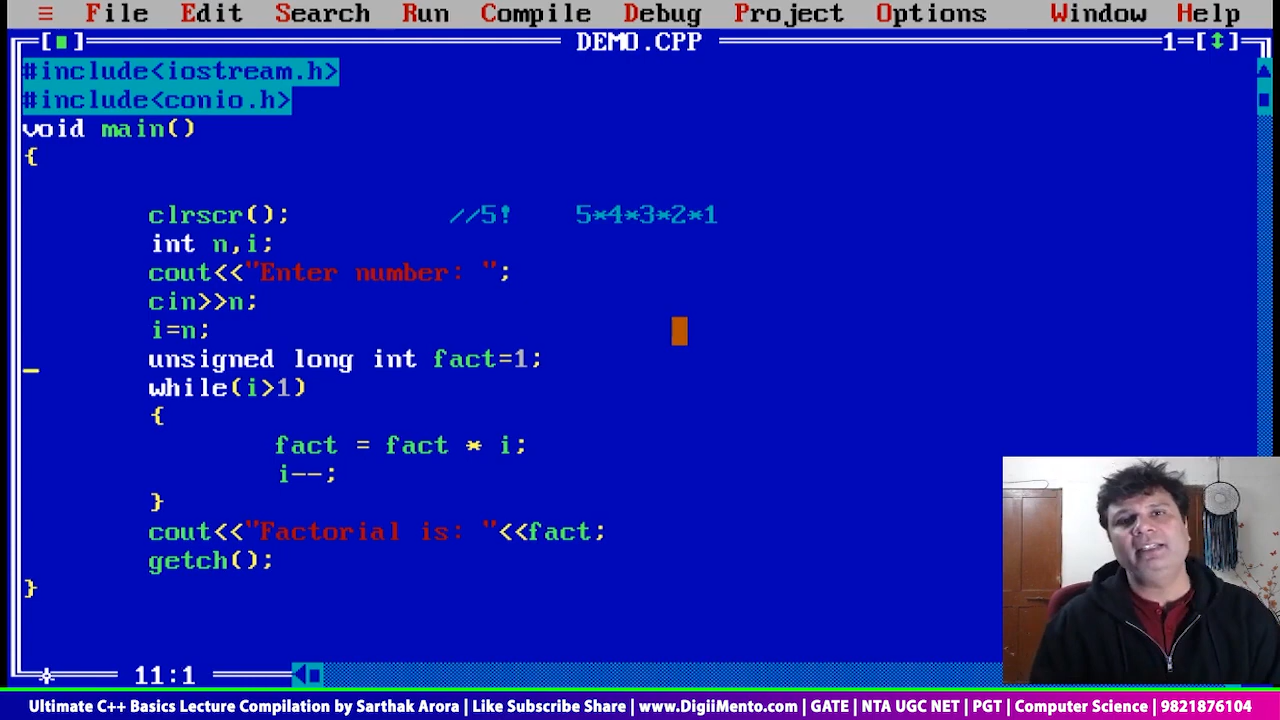 ≡ File Edit Search Run Compile Debug Project Options Window Help
[■] DEMO.CPP 1=[↕]
#include<iostream.h>
#include<conio.h>
void main()
{
clrscr(); //5! 5*4*3*2*1
int n,i;
cout<<"Enter number: ";
cin>>n;
i=n;
unsigned long int fact=1;
while(i>1)
{
fact = fact * i;
i--;
}
cout<<"Factorial is: "<<fact;
getch();
}
11:1
Ultimate C++ Basics Lecture Compilation by Sarthak Arora | Like Subscribe Share | www.DigiiMento.com | GATE | NTA UGC NET | PGT | Computer Science | 9821876104